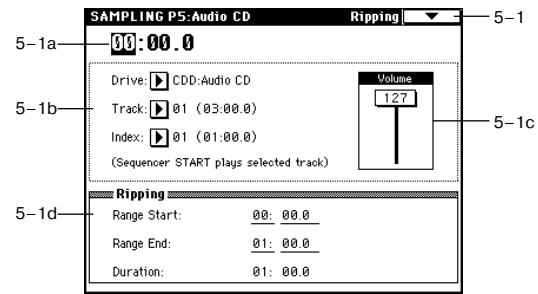 SAMPLING P5:Audio CD Ripping 5-1
5-1a 00:00.0
Drive: CDD:Audio CD Volume
5-1b Track: 01 (03:00.0) 127
Index: 01 (01:00.0) 5-1c
(Sequencer START plays selected track)
Ripping
5-1d Range Start: 00: 00.0
Range End: 01: 00.0
Duration: 01: 00.0